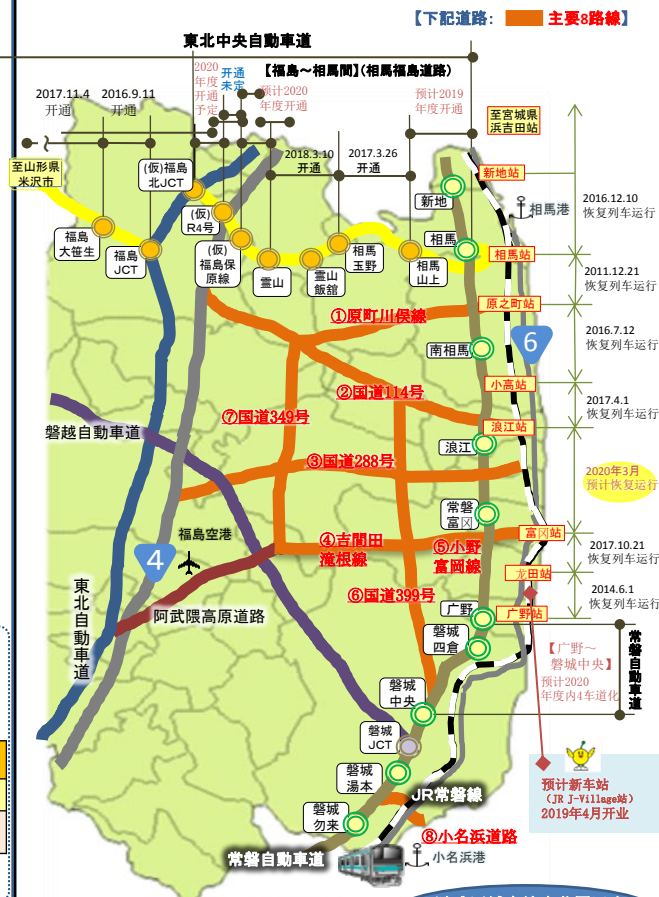 【下記道路: 主要8路線】
東北中央自動車道
2020
年度
開通
予定
开通
未定
【福島～相馬間】(相馬福島道路)
预计2020
年度開通
预计2019
年度开通
2017.11.4
开通
2016.9.11
开通
2018.3.10
开通
2017.3.26
开通
至宮城県
浜吉田站
至山形県
米沢市
(仮)福島
北JCT
(仮)
R4号
(仮)
福島保
原線
福島
大笹生
福島
JCT
霊山
霊山
飯舘
相馬
玉野
相馬
山上
新地
相馬
新地站
相馬港
相馬站
原之町站
小高站
浪江站
富冈站
龙田站
广野站
2016.12.10
恢复列车运行
2011.12.21
恢复列车运行
2016.7.12
恢复列车运行
2017.4.1
恢复列车运行
2020年3月
预计恢复运行
2017.10.21
恢复列车运行
2014.6.1
恢复列车运行
①原町川俣線
6
南相馬
②国道114号
⑦国道349号
磐越自動車道
浪江
③国道288号
常磐
富冈
福島空港
④吉間田
滝根線
⑤小野
富岡線
4
⑥国道399号
東北自動車道
阿武隈高原道路
广野
磐城
四倉
【广野～
磐城中央】
预计2020
年度内4车道化
常磐自動車道
磐城
中央
磐城
JCT
磐城
湯本
JR常磐線
磐城
勿来
⑧小名浜道路
常磐自動車道
小名浜港
预计新车站
（JR J-Village站）
2019年4月开业